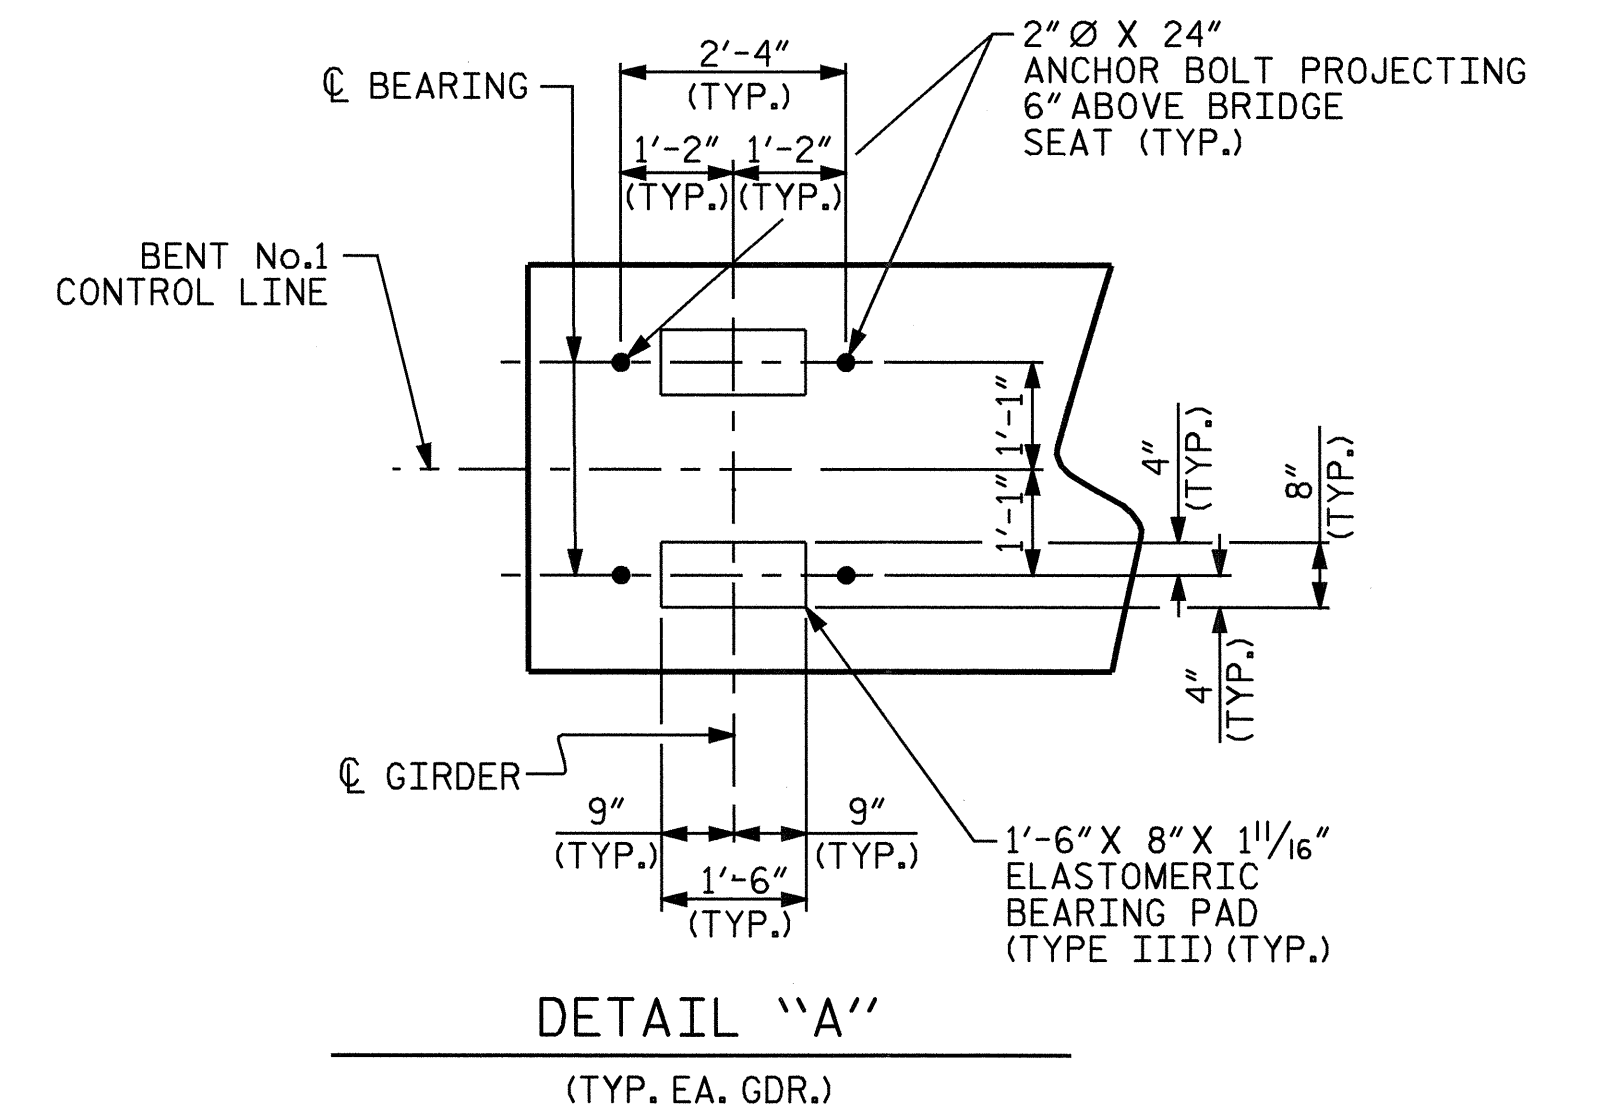 2'-4"
(TYP.)
1'-2" 1'-2"
(TYP.) (TYP.)
℄ BEARING
2" Ø X 24"
ANCHOR BOLT PROJECTING
6" ABOVE BRIDGE
SEAT (TYP.)
BENT No.1
CONTROL LINE
1'-1"
1'-1"
4"
(TYP.)
8"
(TYP.)
4"
(TYP.)
℄ GIRDER
9"
(TYP.)
9"
(TYP.)
1'-6"
(TYP.)
1'-6" X 8" X 1 11/16"
ELASTOMERIC
BEARING PAD
(TYPE III) (TYP.)
DETAIL "A"
(TYP. EA. GDR.)